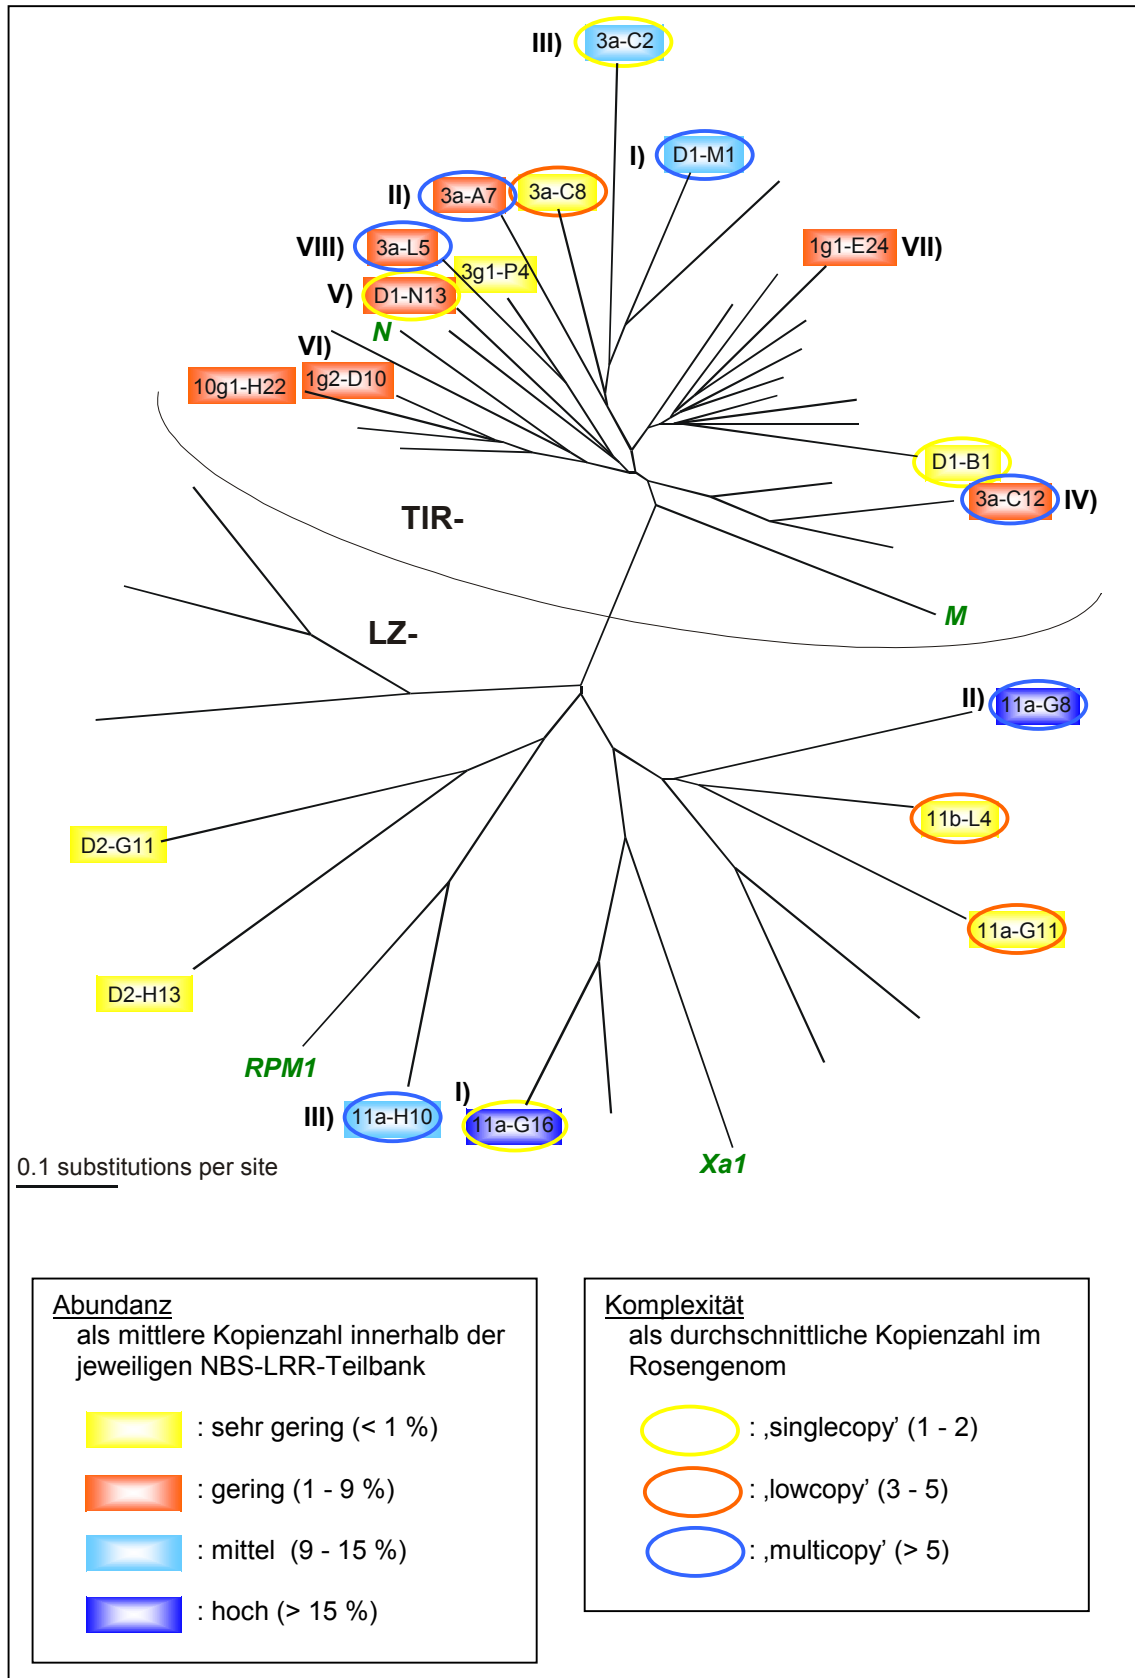 III) 3a-C2
I) D1-M1
II) 3a-A7 3a-C8
VIII) 3a-L5 1g1-E24 VII)
3g1-P4
V) D1-N13
N
VI)
10g1-H22 1g2-D10
D1-B1
3a-C12 IV)
TIR-
M
LZ-
II) 11a-G8
11b-L4
D2-G11
11a-G11
D2-H13
RPM1
I)
III) 11a-H10 11a-G16
Xa1
0.1 substitutions per site
Abundanz
als mittlere Kopienzahl innerhalb der
jeweiligen NBS-LRR-Teilbank
: sehr gering (< 1 %)
: gering (1 - 9 %)
: mittel (9 - 15 %)
: hoch (> 15 %)
Komplexität
als durchschnittliche Kopienzahl im
Rosengenom
: ‚singlecopy’ (1 - 2)
: ‚lowcopy’ (3 - 5)
: ‚multicopy’ (> 5)